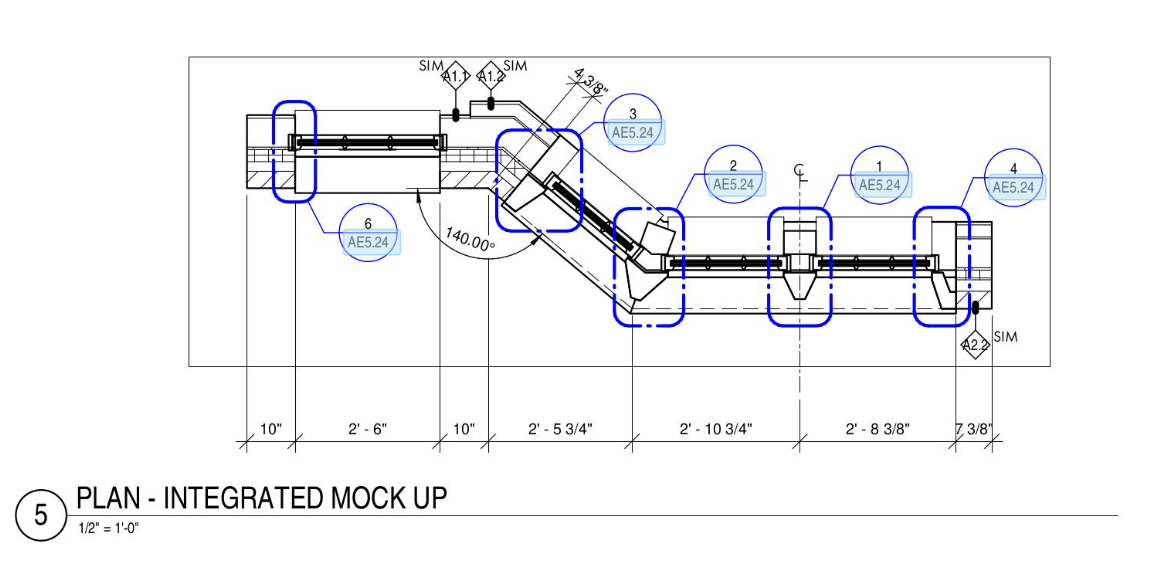 SIM
A1.1
A1.2
SIM
4 3/8"
3
AE5.24
2
AE5.24
℄
1
AE5.24
4
AE5.24
6
AE5.24
140.00°
A2.2
SIM
10"
2' - 6"
10"
2' - 5 3/4"
2' - 10 3/4"
2' - 8 3/8"
7 3/8"
5
PLAN - INTEGRATED MOCK UP
1/2" = 1'-0"